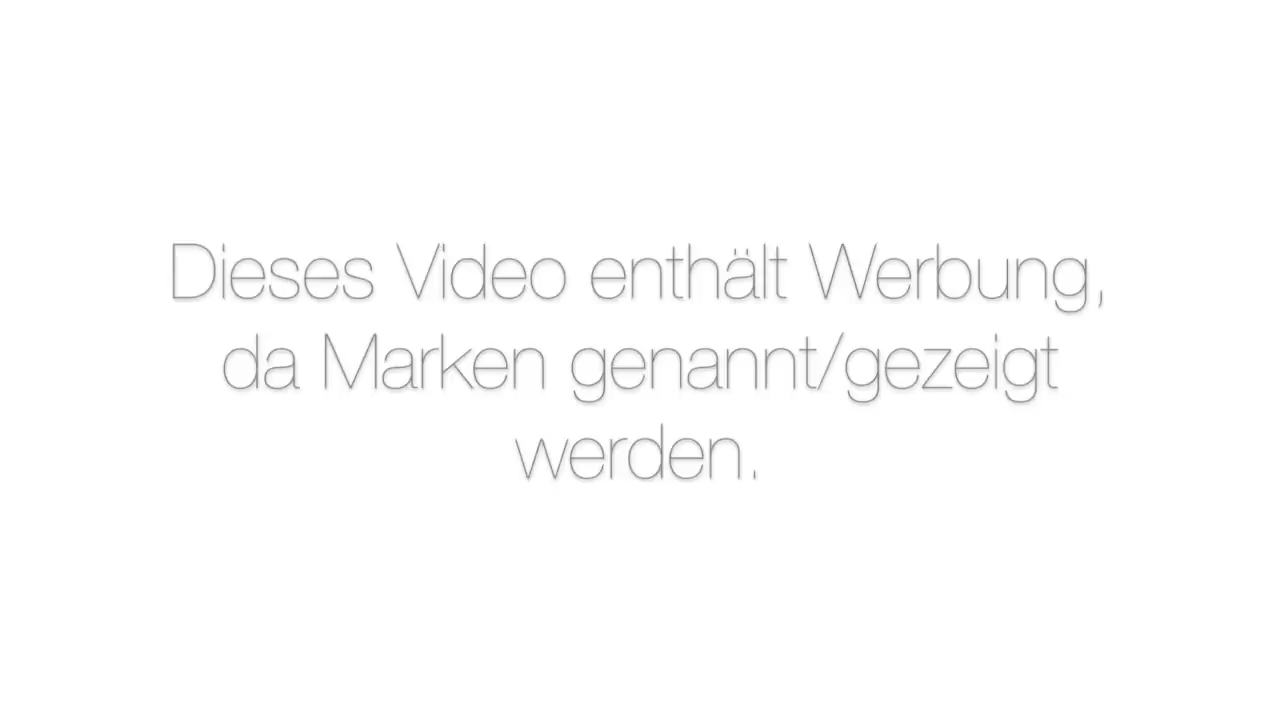 Dieses Video enthält Werbung,
da Marken genannt/gezeigt
werden.